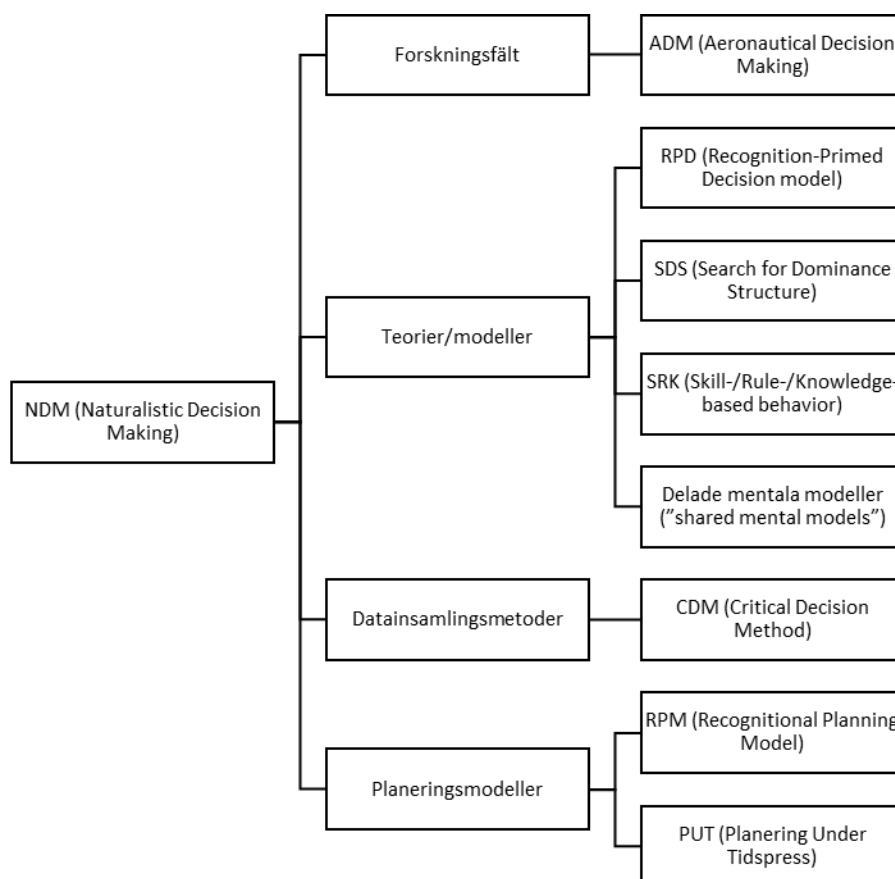 NDM (Naturalistic Decision
Making)
Forskningsfält
ADM (Aeronautical Decision
Making)
Teorier/modeller
RPD (Recognition-Primed
Decision model)
SDS (Search for Dominance
Structure)
SRK (Skill-/Rule-/Knowledge-
based behavior)
Delade mentala modeller
(”shared mental models”)
Datainsamlingsmetoder
CDM (Critical Decision
Method)
Planeringsmodeller
RPM (Recognitional Planning
Model)
PUT (Planering Under
Tidspress)